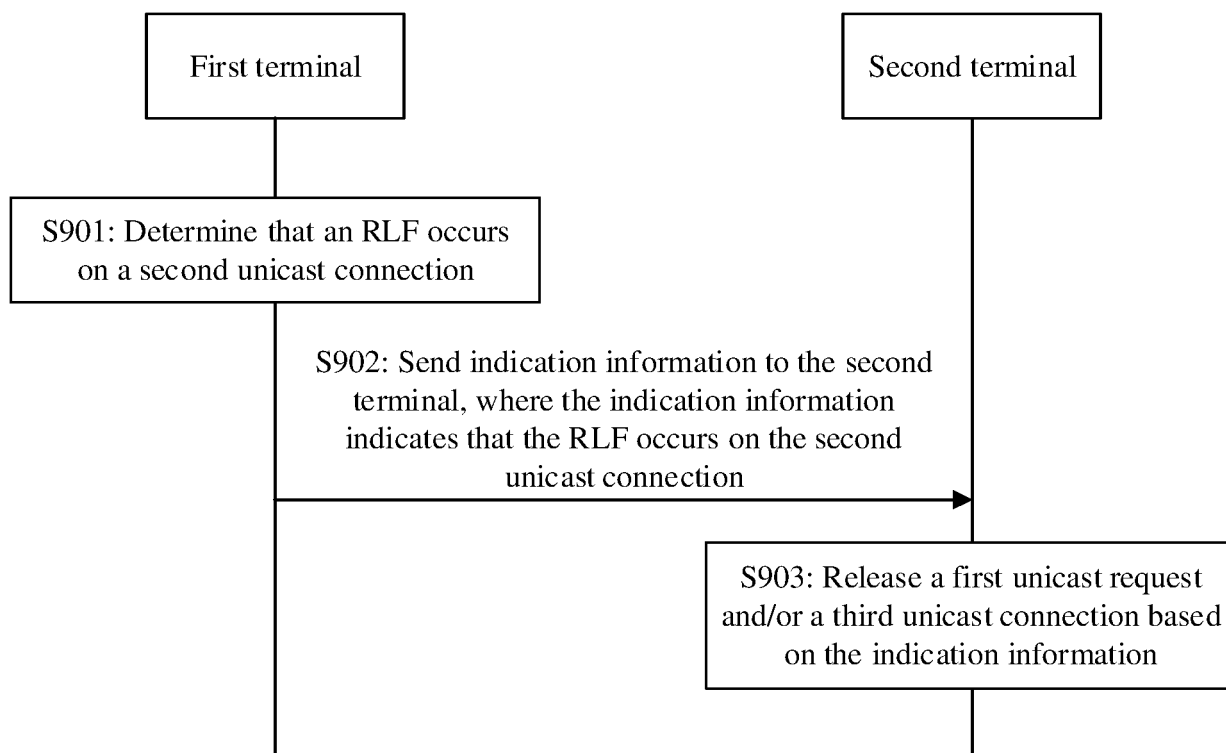 First terminal
Second terminal
S901: Determine that an RLF occurs
on a second unicast connection
S902: Send indication information to the second
terminal, where the indication information
indicates that the RLF occurs on the second
unicast connection
S903: Release a first unicast request
and/or a third unicast connection based
on the indication information